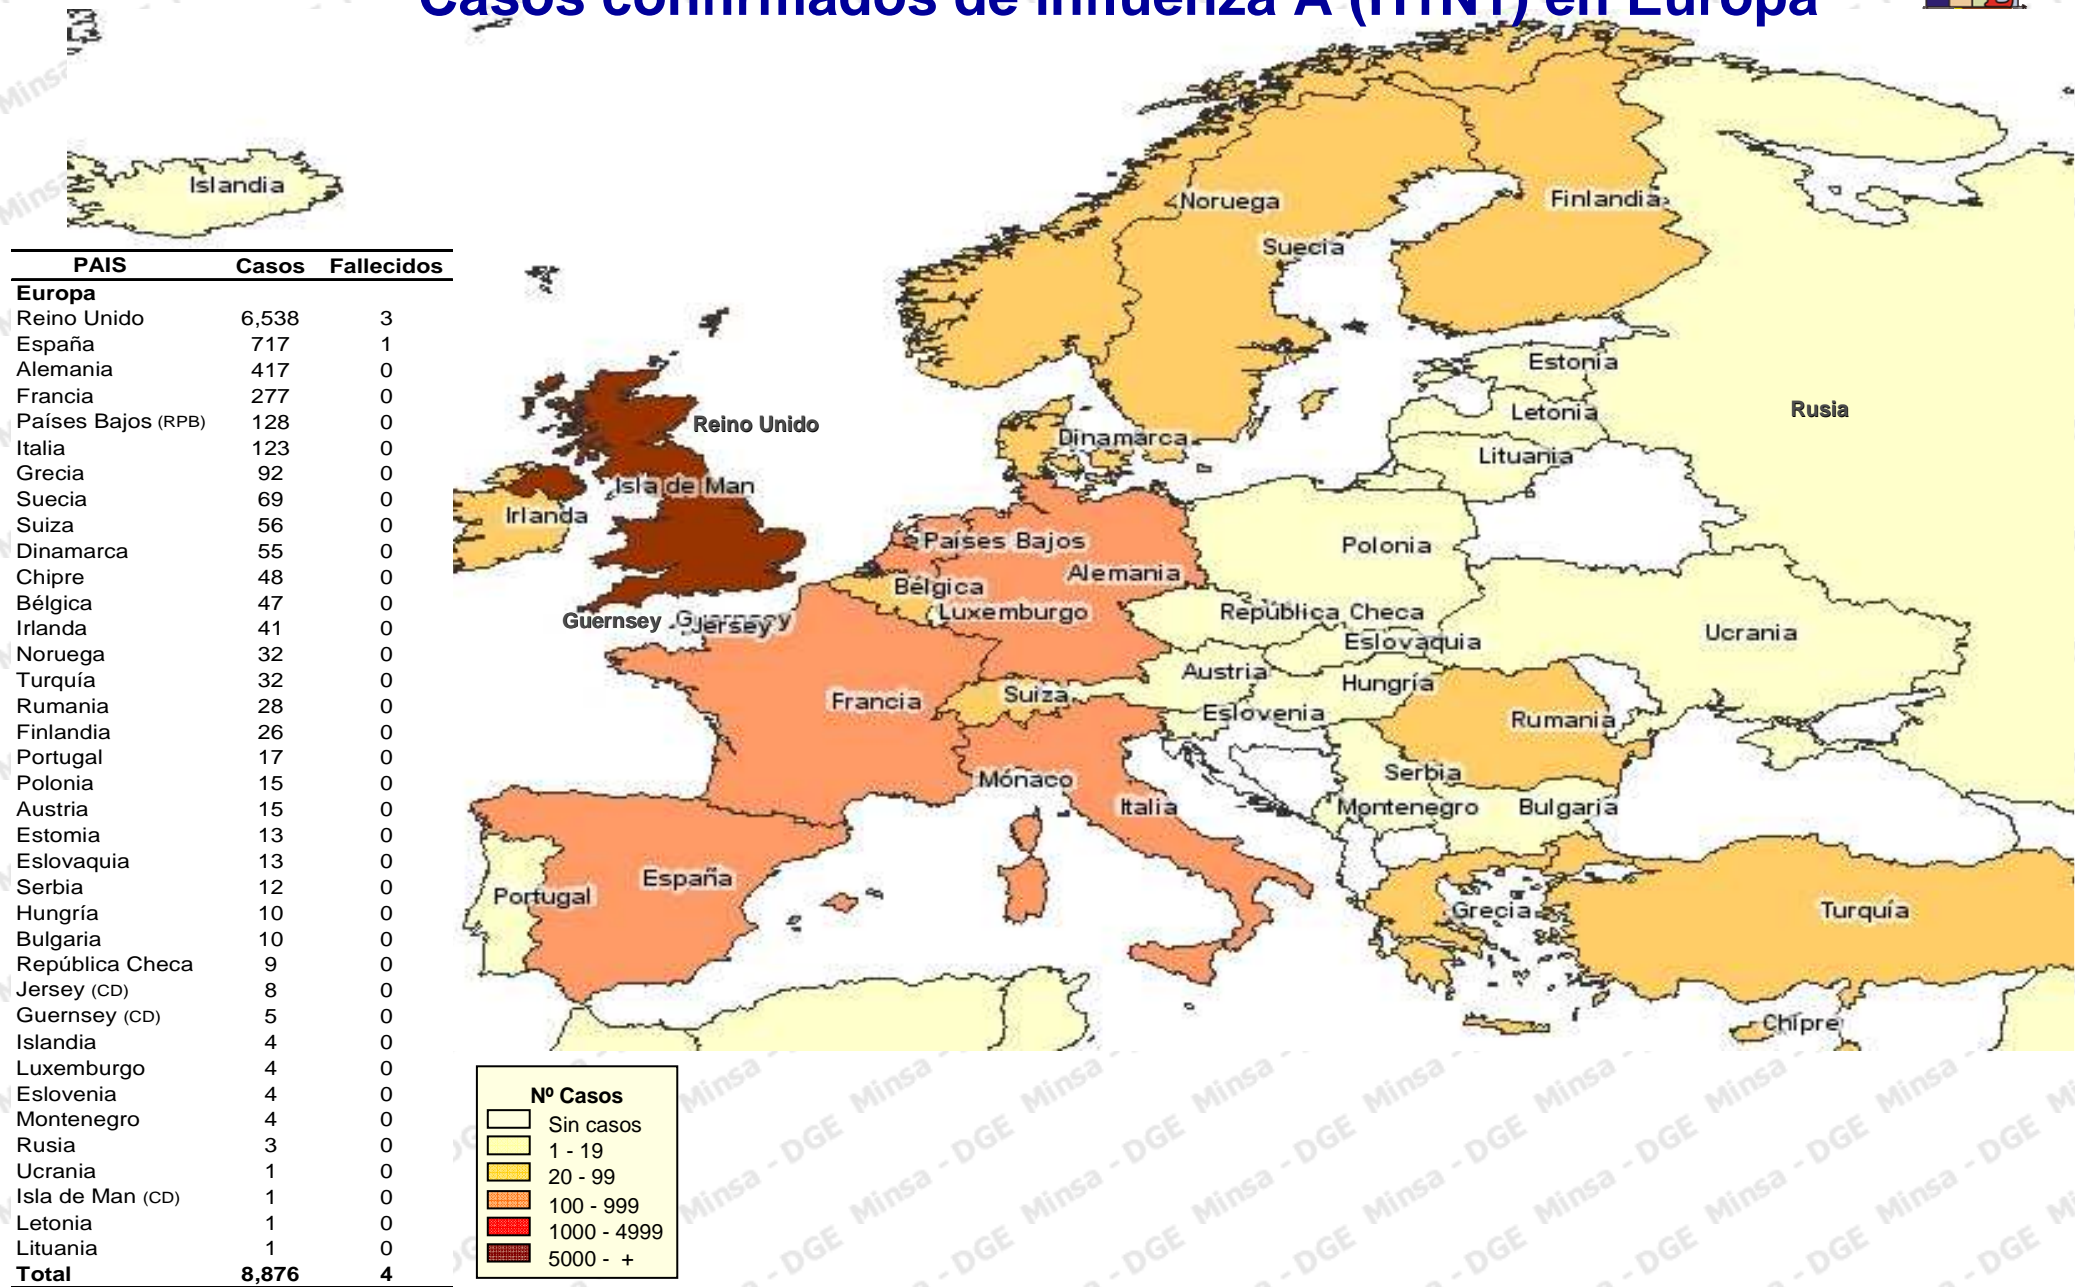 Casos confirmados de Influenza A (H1N1) en Europa
PAIS Casos Fallecidos
Europa
Reino Unido 6,538 3
España 717 1
Alemania 417 0
Francia 277 0
Países Bajos (RPB) 128 0
Italia 123 0
Grecia 92 0
Suecia 69 0
Suiza 56 0
Dinamarca 55 0
Chipre 48 0
Bélgica 47 0
Irlanda 41 0
Noruega 32 0
Turquía 32 0
Rumania 28 0
Finlandia 26 0
Portugal 17 0
Polonia 15 0
Austria 15 0
Estomia 13 0
Eslovaquia 13 0
Serbia 12 0
Hungría 10 0
Bulgaria 10 0
República Checa 9 0
Jersey (CD) 8 0
Guernsey (CD) 5 0
Islandia 4 0
Luxemburgo 4 0
Eslovenia 4 0
Montenegro 4 0
Rusia 3 0
Ucrania 1 0
Isla de Man (CD) 1 0
Letonia 1 0
Lituania 1 0
Total 8,876 4
Islandia
Noruega
Finlandia
Suecia
Estonia
Letonia
Rusia
Reino Unido
Dinamarca
Lituania
Isla de Man
Irlanda
Países Bajos
Polonia
Alemania
Bélgica
Luxemburgo
República Checa
Guernsey
Guernsey
Jersey
Eslovaquia
Ucrania
Austria
Hungría
Francia
Suiza
Eslovenia
Rumania
Mónaco
Serbia
Italia
Montenegro
Bulgaria
España
Portugal
Grecia
Turquía
Chipre
Nº Casos
Sin casos
1 - 19
20 - 99
100 - 999
1000 - 4999
5000 - +
Minsa - DGE Minsa - DGE Minsa - DGE Minsa - DGE